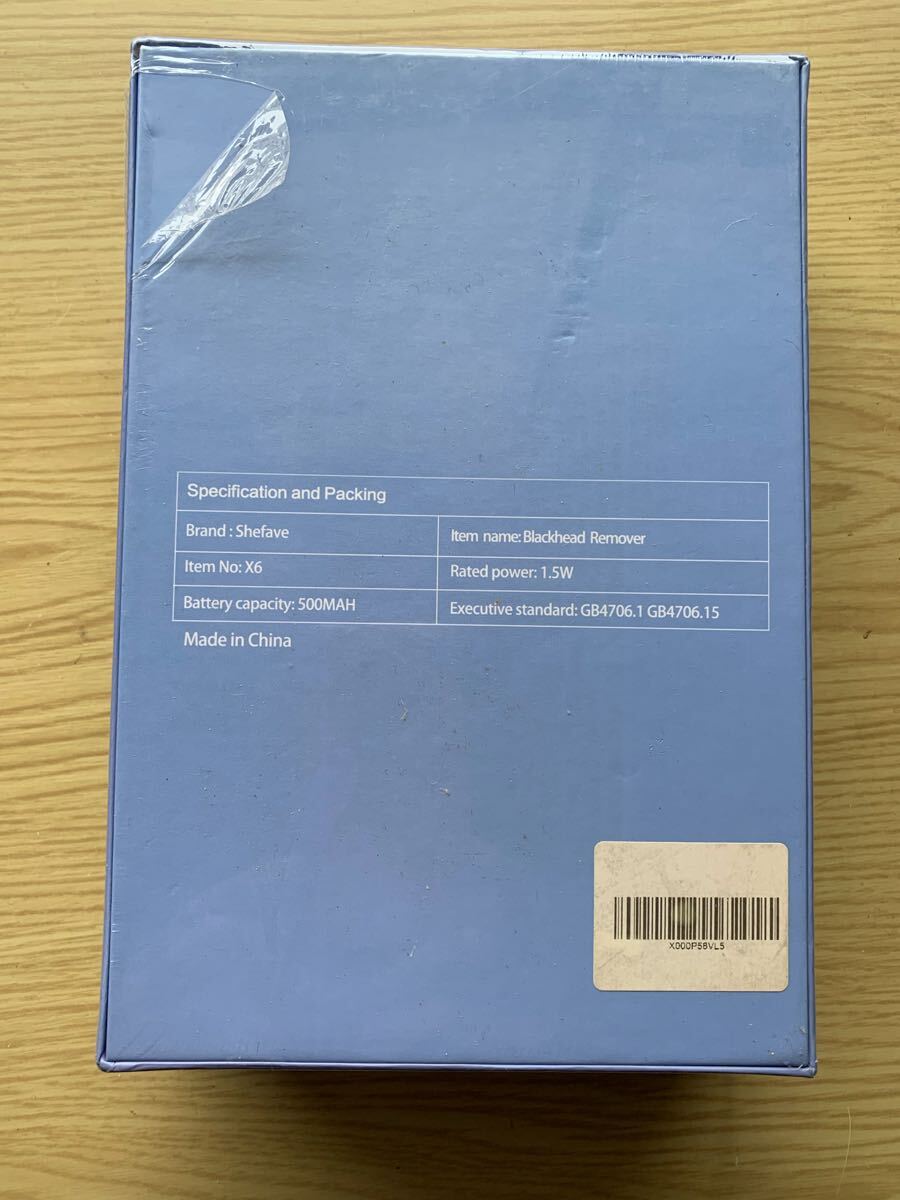 Specification and Packing
Brand : Shefave
Item name: Blackhead Remover
Item No: X6
Rated power: 1.5W
Battery capacity: 500MAH
Executive standard: GB4706.1 GB4706.15
Made in China
X000P58VL5